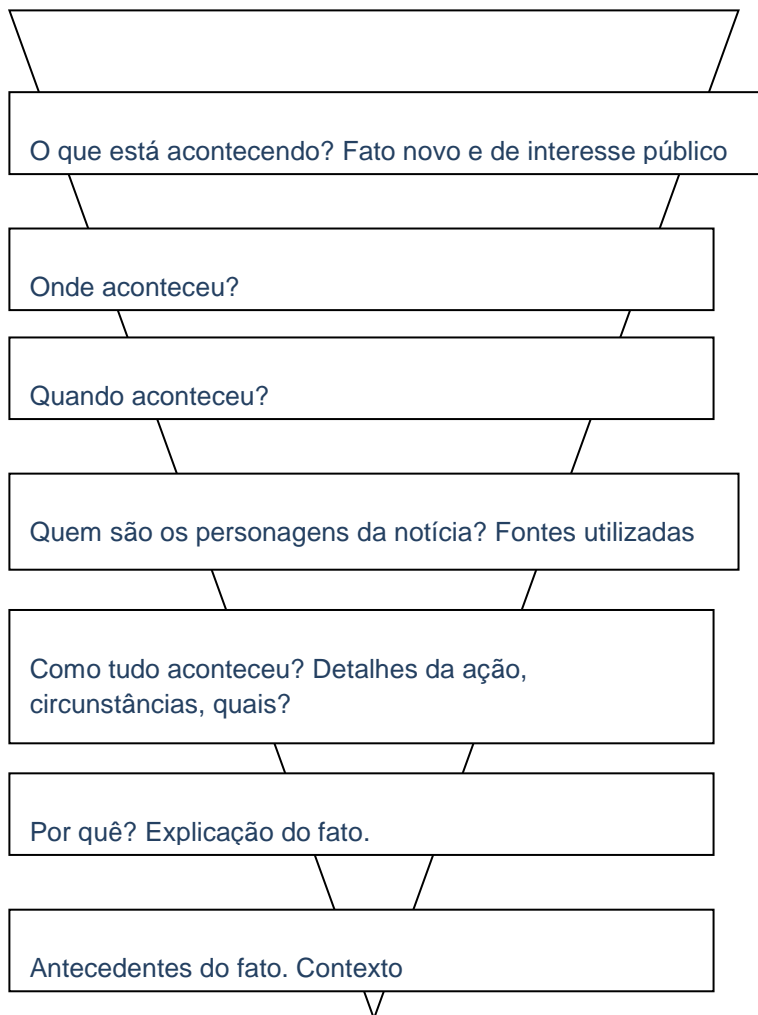 O que está acontecendo? Fato novo e de interesse público
Onde aconteceu?
Quando aconteceu?
Quem são os personagens da notícia? Fontes utilizadas
Como tudo aconteceu? Detalhes da ação,
circunstâncias, quais?
Por quê? Explicação do fato.
Antecedentes do fato. Contexto